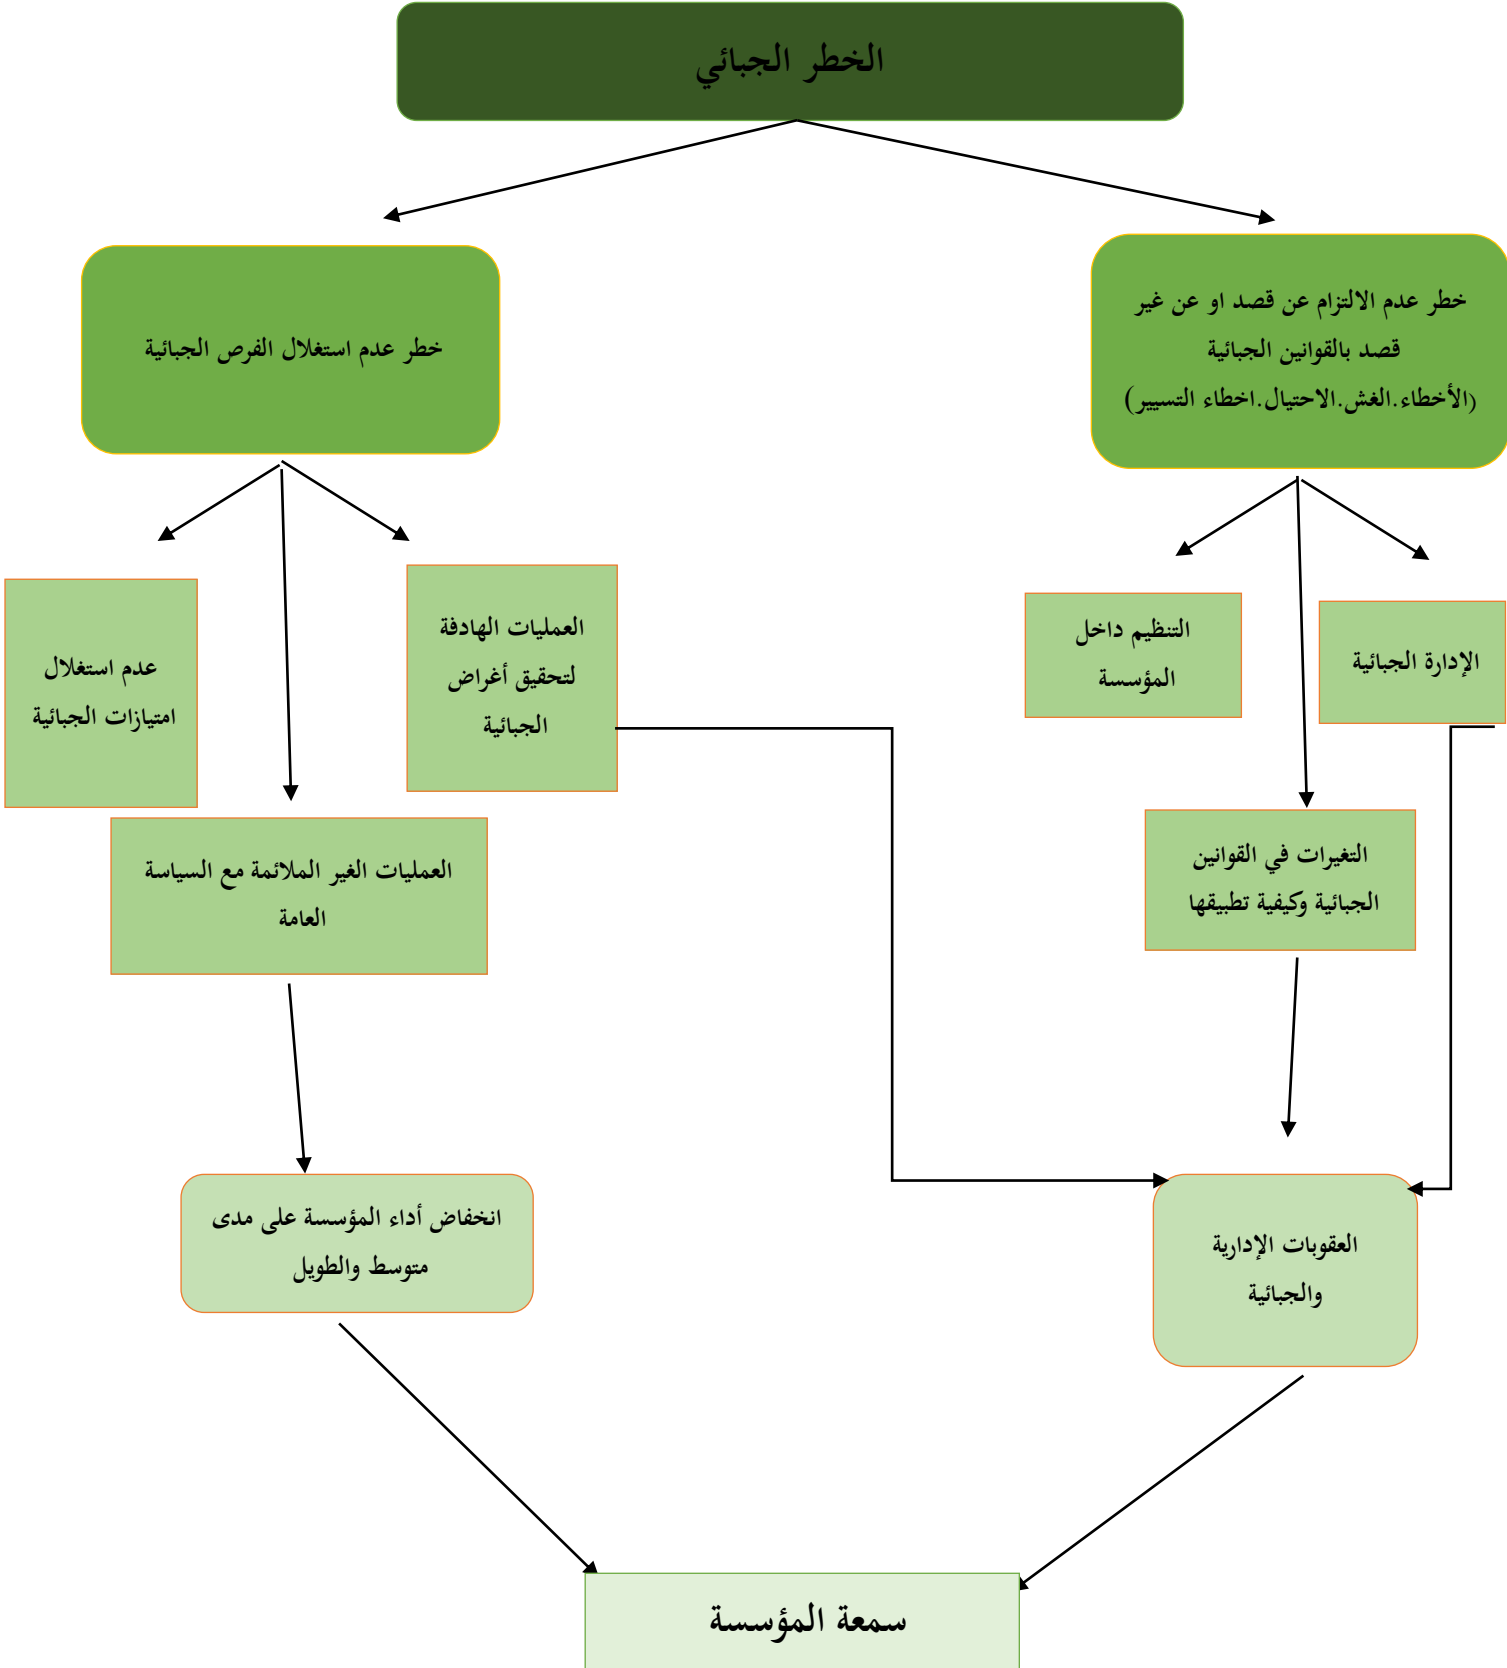 الخطر الجبائي
خطر عدم الالتزام عن قصد او عن غير
قصد بالقوانين الجبائية
(الأخطاء.الغش.الاحتيال.اخطاء التسيير)
خطر عدم استغلال الفرص الجبائية
الإدارة الجبائية
التنظيم داخل
المؤسسة
العمليات الهادفة
لتحقيق أغراض
الجبائية
عدم استغلال
امتيازات الجبائية
التغيرات في القوانين
الجبائية وكيفية تطبيقها
العمليات الغير الملائمة مع السياسة
العامة
العقوبات الإدارية
والجبائية
انخفاض أداء المؤسسة على مدى
متوسط والطويل
سمعة المؤسسة